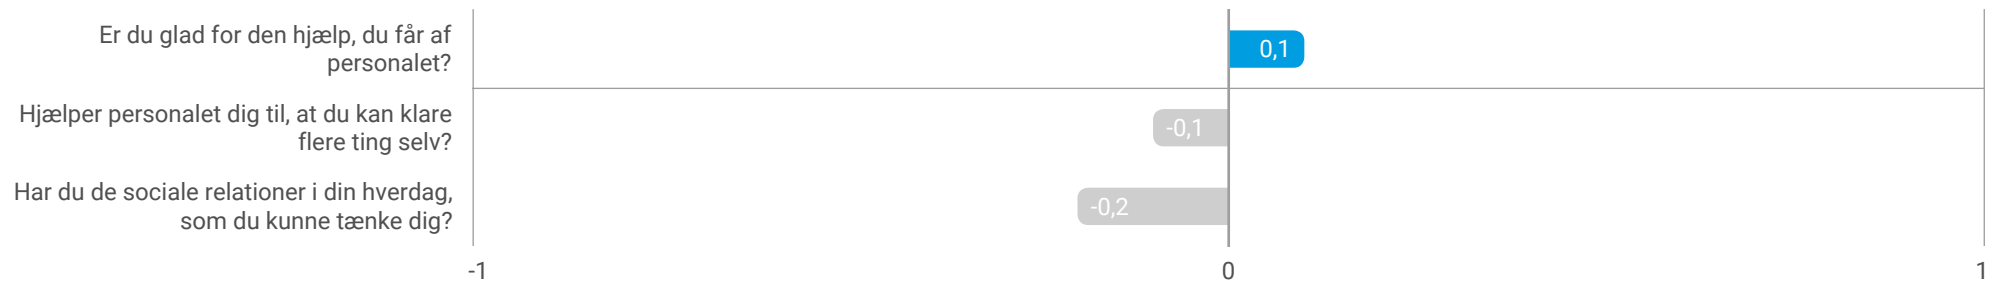 Er du glad for den hjælp, du får af
personalet?
0,1
Hjælper personalet dig til, at du kan klare
flere ting selv?
-0,1
Har du de sociale relationer i din hverdag,
som du kunne tænke dig?
-0,2
-1
0
1